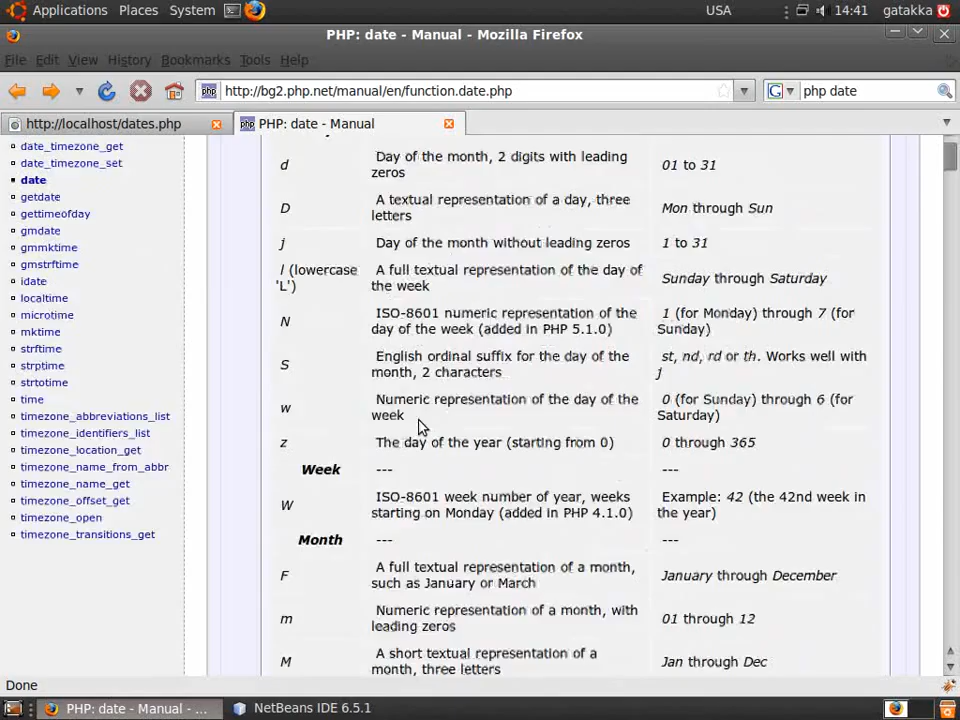 Applications Places System USA 14:41 gatakka
PHP: date - Manual - Mozilla Firefox
File Edit View History Bookmarks Tools Help
php http://bg2.php.net/manual/en/function.date.php G php date
http://localhost/dates.php php PHP: date - Manual
date_timezone_get
date_timezone_set
date
getdate
gettimeofday
gmdate
gmmktime
gmstrftime
idate
localtime
microtime
mktime
strftime
strptime
strtotime
time
timezone_abbreviations_list
timezone_identifiers_list
timezone_location_get
timezone_name_from_abbr
timezone_name_get
timezone_offset_get
timezone_open
timezone_transitions_get
d Day of the month, 2 digits with leading 01 to 31
zeros
D A textual representation of a day, three Mon through Sun
letters
j Day of the month without leading zeros 1 to 31
l (lowercase A full textual representation of the day of Sunday through Saturday
'L') the week
N ISO-8601 numeric representation of the 1 (for Monday) through 7 (for
day of the week (added in PHP 5.1.0) Sunday)
S English ordinal suffix for the day of the st, nd, rd or th. Works well with
month, 2 characters j
w Numeric representation of the day of the 0 (for Sunday) through 6 (for
week Saturday)
z The day of the year (starting from 0) 0 through 365
Week --- ---
W ISO-8601 week number of year, weeks Example: 42 (the 42nd week in
starting on Monday (added in PHP 4.1.0) the year)
Month --- ---
F A full textual representation of a month, January through December
such as January or March
m Numeric representation of a month, with 01 through 12
leading zeros
M A short textual representation of a Jan through Dec
month, three letters
Done
PHP: date - Manual - ... NetBeans IDE 6.5.1